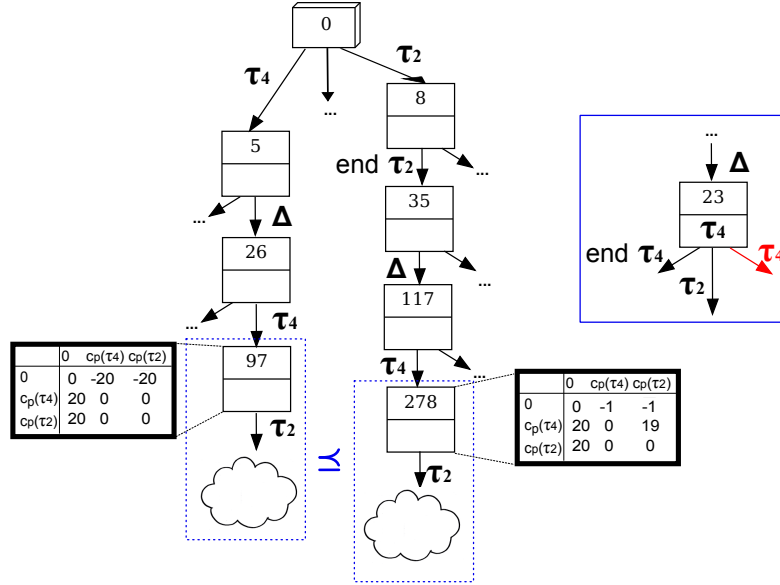 0
τ4
τ2
...
5
8
end τ2
...
...
Δ
35
26
Δ
...
...
τ4
117
τ4
...
97
278
τ2
τ2
0 cp(τ4) cp(τ2)
0 0 -20 -20
cp(τ4) 20 0 0
cp(τ2) 20 0 0
⪯
0 cp(τ4) cp(τ2)
0 0 -1 -1
cp(τ4) 20 0 19
cp(τ2) 20 0 0
...
Δ
23
τ4
end τ4
τ4
τ2